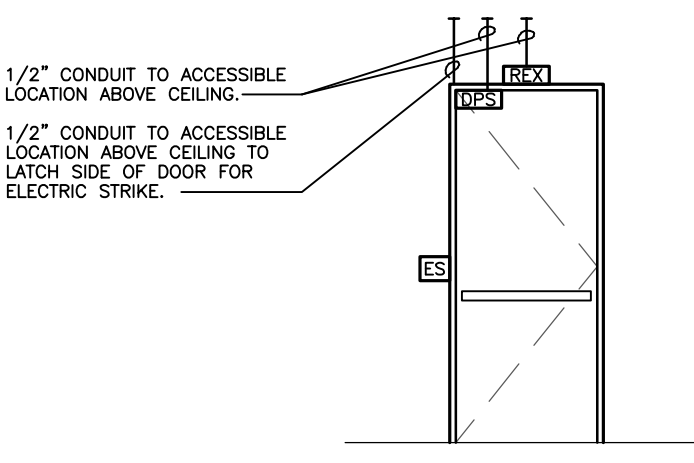 1/2" CONDUIT TO ACCESSIBLE
LOCATION ABOVE CEILING.
1/2" CONDUIT TO ACCESSIBLE
LOCATION ABOVE CEILING TO
LATCH SIDE OF DOOR FOR
ELECTRIC STRIKE.
REX
DPS
ES